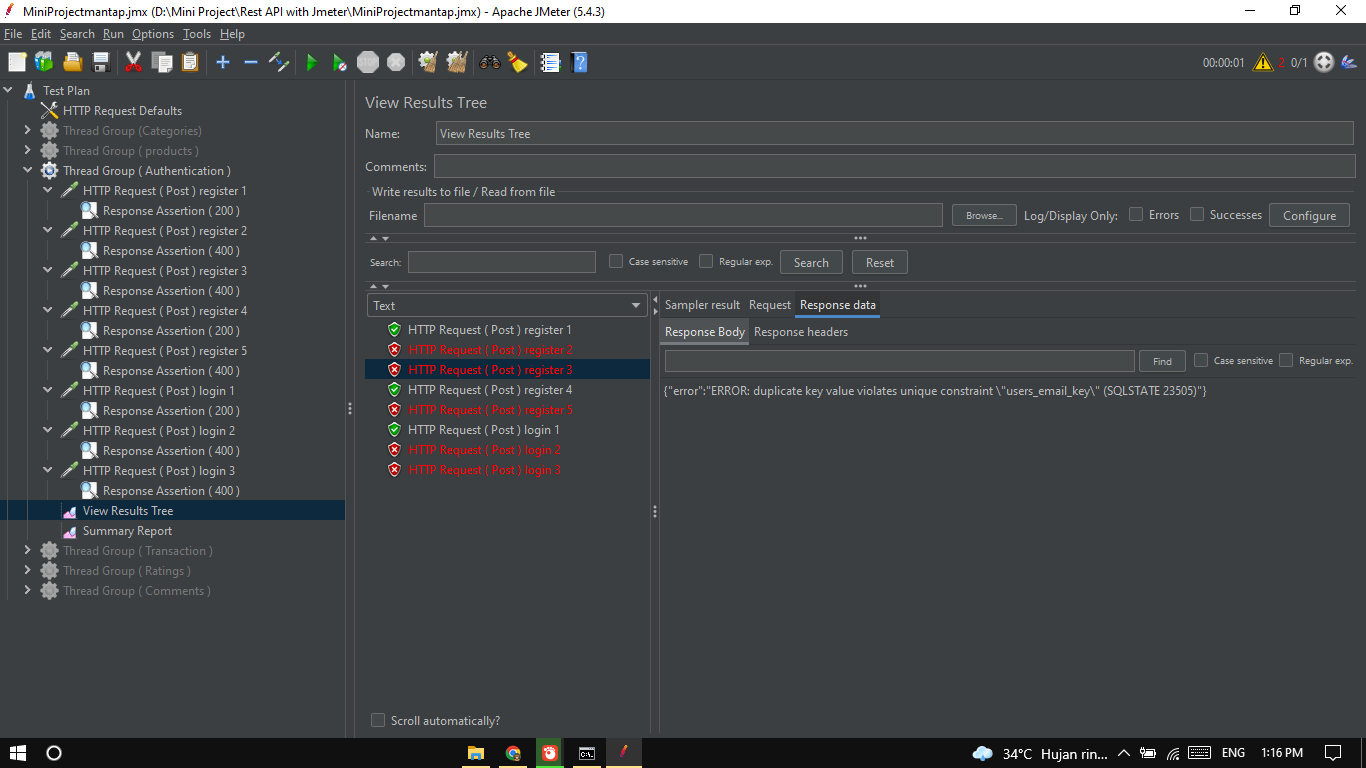 MiniProjectmantap.jmx (D:\Mini Project\Rest API with Jmeter\MiniProjectmantap.jmx) - Apache JMeter (5.4.3)
File Edit Search Run Options Tools Help
STOP 00:00:01 2 0/1
Test Plan
HTTP Request Defaults
Thread Group (Categories)
Thread Group ( products )
Thread Group ( Authentication )
HTTP Request ( Post ) register 1
Response Assertion ( 200 )
HTTP Request ( Post ) register 2
Response Assertion ( 400 )
HTTP Request ( Post ) register 3
Response Assertion ( 400 )
HTTP Request ( Post ) register 4
Response Assertion ( 200 )
HTTP Request ( Post ) register 5
Response Assertion ( 400 )
HTTP Request ( Post ) login 1
Response Assertion ( 200 )
HTTP Request ( Post ) login 2
Response Assertion ( 400 )
HTTP Request ( Post ) login 3
Response Assertion ( 400 )
View Results Tree
Summary Report
Thread Group ( Transaction )
Thread Group ( Ratings )
Thread Group ( Comments )
View Results Tree
Name: View Results Tree
Comments:
Write results to file / Read from file
Filename Browse... Log/Display Only: Errors Successes Configure
Search: Case sensitive Regular exp. Search Reset
Text
HTTP Request ( Post ) register 1
HTTP Request ( Post ) register 2
HTTP Request ( Post ) register 3
HTTP Request ( Post ) register 4
HTTP Request ( Post ) register 5
HTTP Request ( Post ) login 1
HTTP Request ( Post ) login 2
HTTP Request ( Post ) login 3
Scroll automatically?
Sampler result Request Response data
Response Body Response headers
Find Case sensitive Regular exp.
{"error":"ERROR: duplicate key value violates unique constraint \"users_email_key\" (SQLSTATE 23505)"}
34°C Hujan rin... ENG 1:16 PM